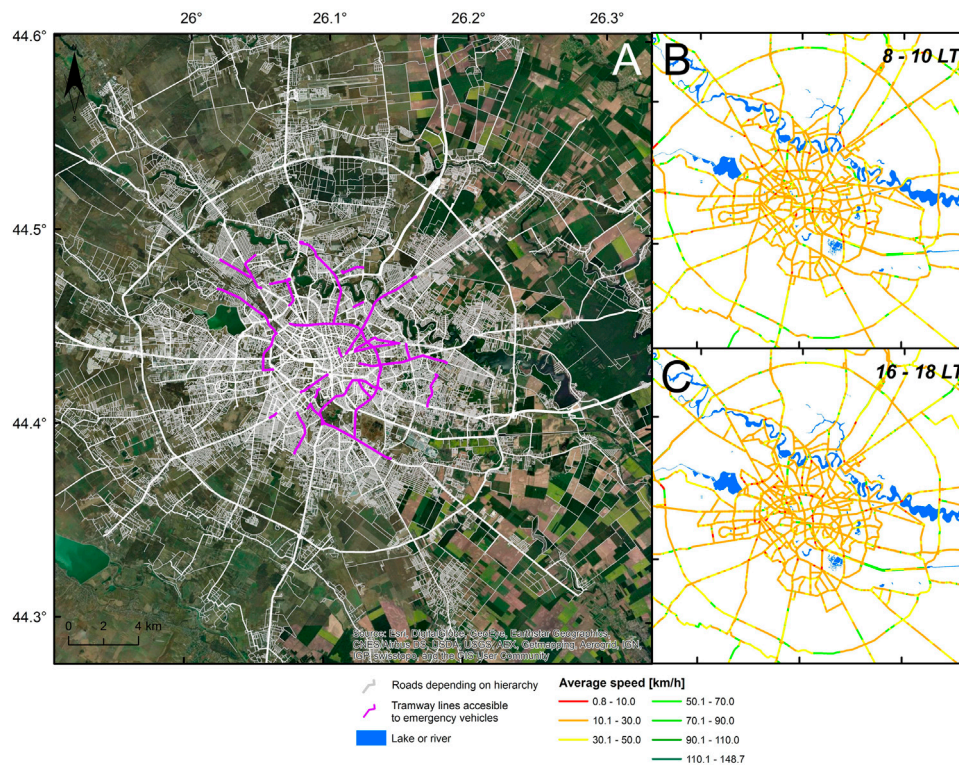 26° 26.1° 26.2° 26.3°
44.6°
44.5°
44.4°
44.3°
A
B
8 - 10 LT
C
16 - 18 LT
0 2 4 km
Source: Esri, DigitalGlobe, GeoEye, Earthstar Geographics,
CNES/Airbus DS, USDA, USGS, AEX, Getmapping, Aerogrid, IGN,
IGP, swisstopo, and the GIS User Community
Roads depending on hierarchy
Tramway lines accesible
to emergency vehicles
Lake or river
Average speed [km/h]
0.8 - 10.0
10.1 - 30.0
30.1 - 50.0
50.1 - 70.0
70.1 - 90.0
90.1 - 110.0
110.1 - 148.7